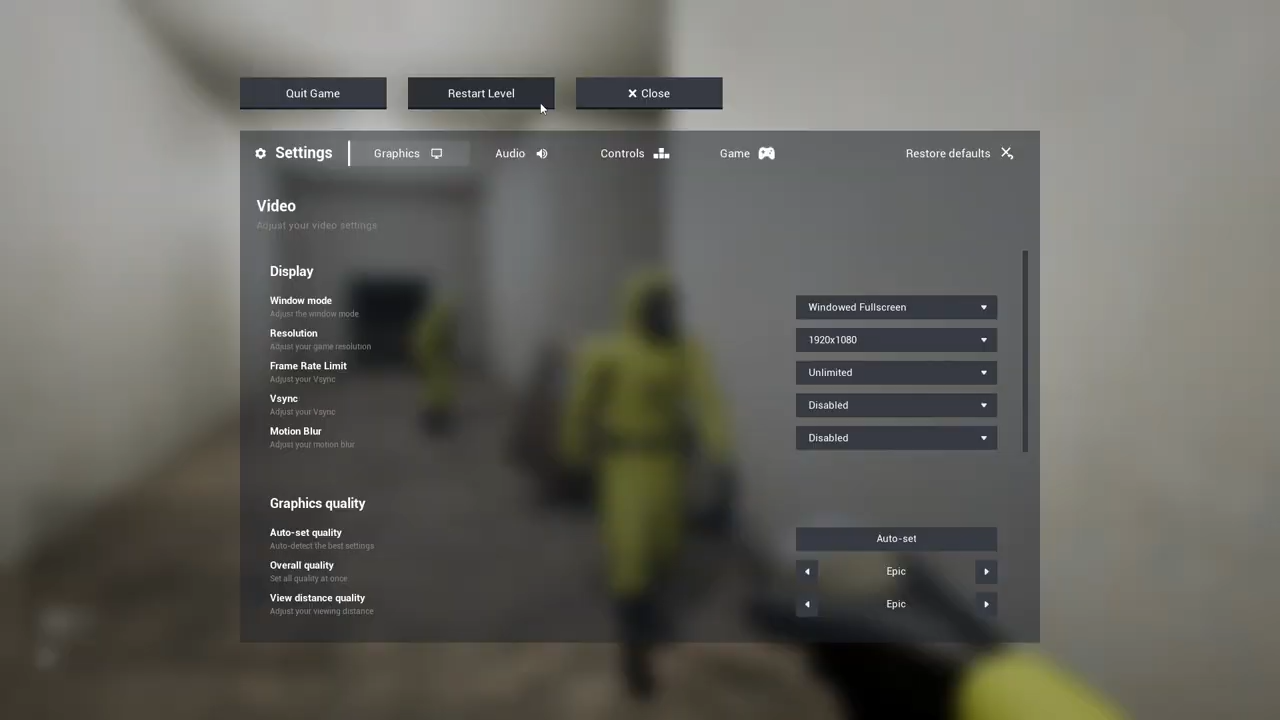 Quit Game
Restart Level
Close
Settings
Graphics
Audio
Controls
Game
Restore defaults
Video
Adjust your video settings
Display
Window mode
Windowed Fullscreen
Adjust the window mode
Resolution
1920x1080
Adjust your game resolution
Frame Rate Limit
Unlimited
Adjust your Vsync
Vsync
Disabled
Adjust your Vsync
Motion Blur
Disabled
Adjust your motion blur
Graphics quality
Auto-set quality
Auto-set
Auto-detect the best settings
Overall quality
Epic
Set all quality at once
View distance quality
Epic
Adjust your viewing distance